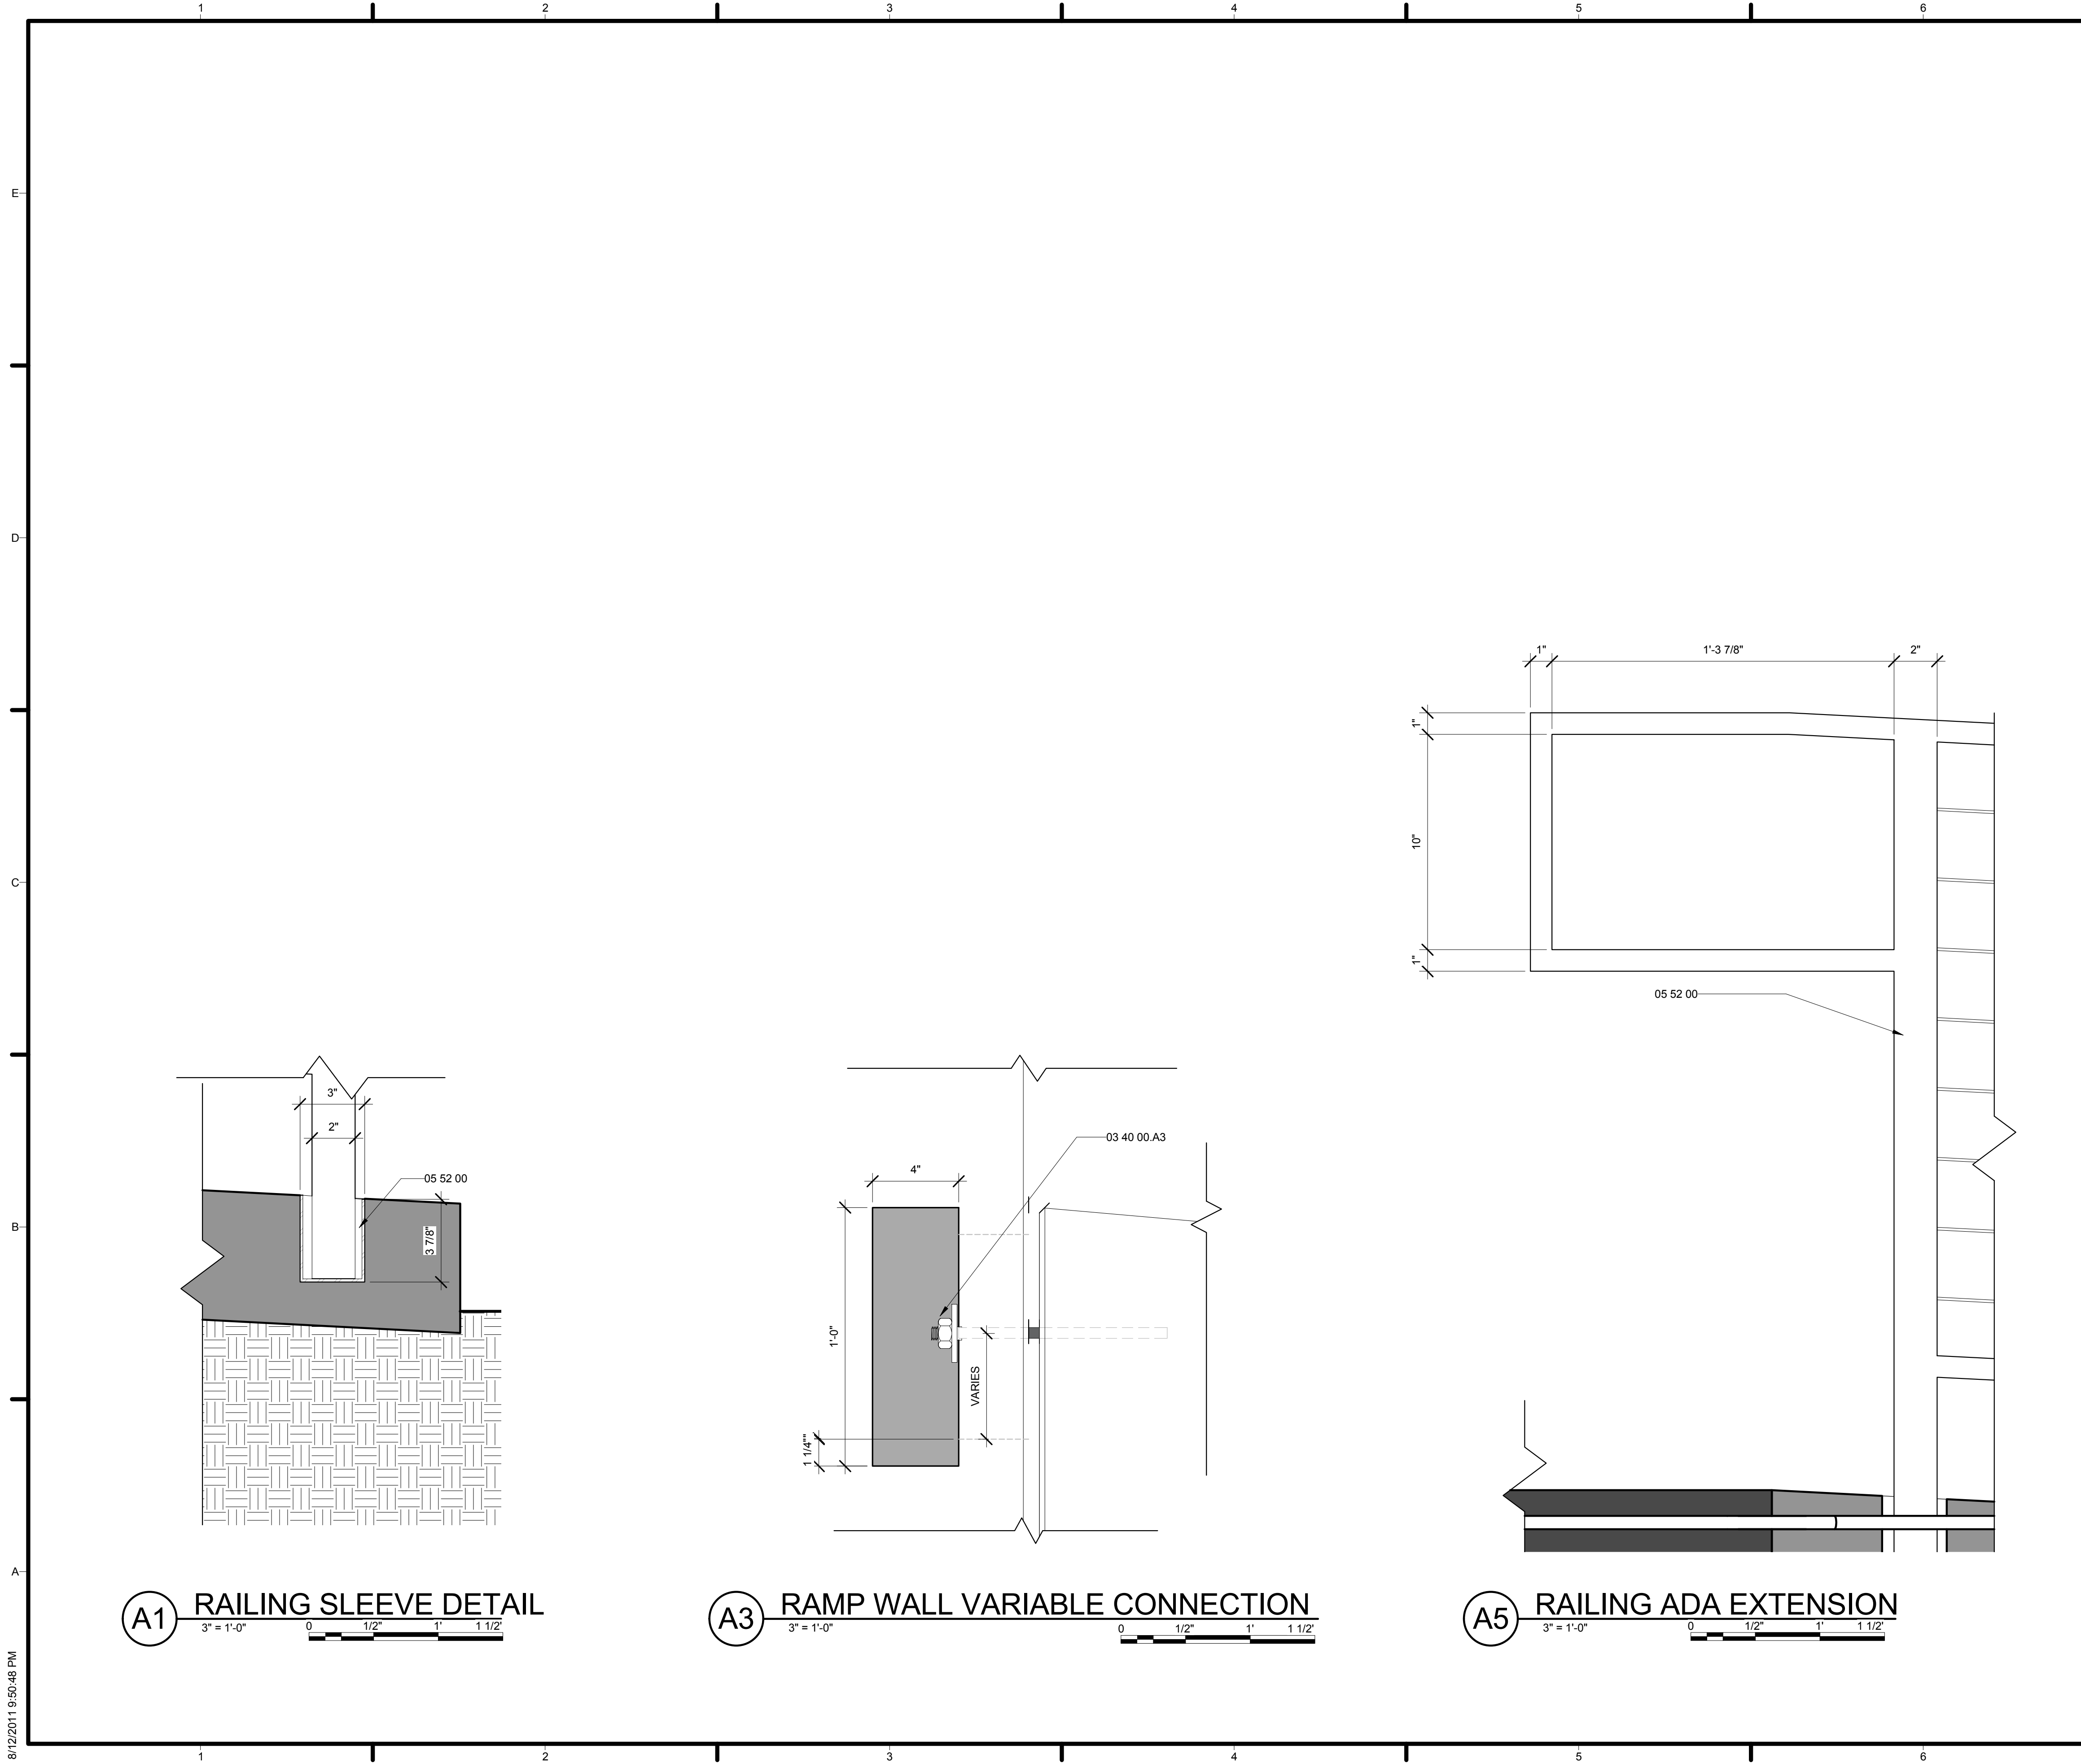 1 2 3 4 5 6
E
D
C
B
A
1" 1'-3 7/8" 2"
1"
10"
1"
05 52 00
3"
2"
05 52 00
3 7/8"
03 40 00.A3
4"
1'-0"
VARIES
1 1/4""
A1 RAILING SLEEVE DETAIL
3" = 1'-0" 0 1/2" 1' 1 1/2'
A3 RAMP WALL VARIABLE CONNECTION
3" = 1'-0" 0 1/2" 1' 1 1/2'
A5 RAILING ADA EXTENSION
3" = 1'-0" 0 1/2" 1' 1 1/2'
8/12/2011 9:50:48 PM
1 2 3 4 5 6